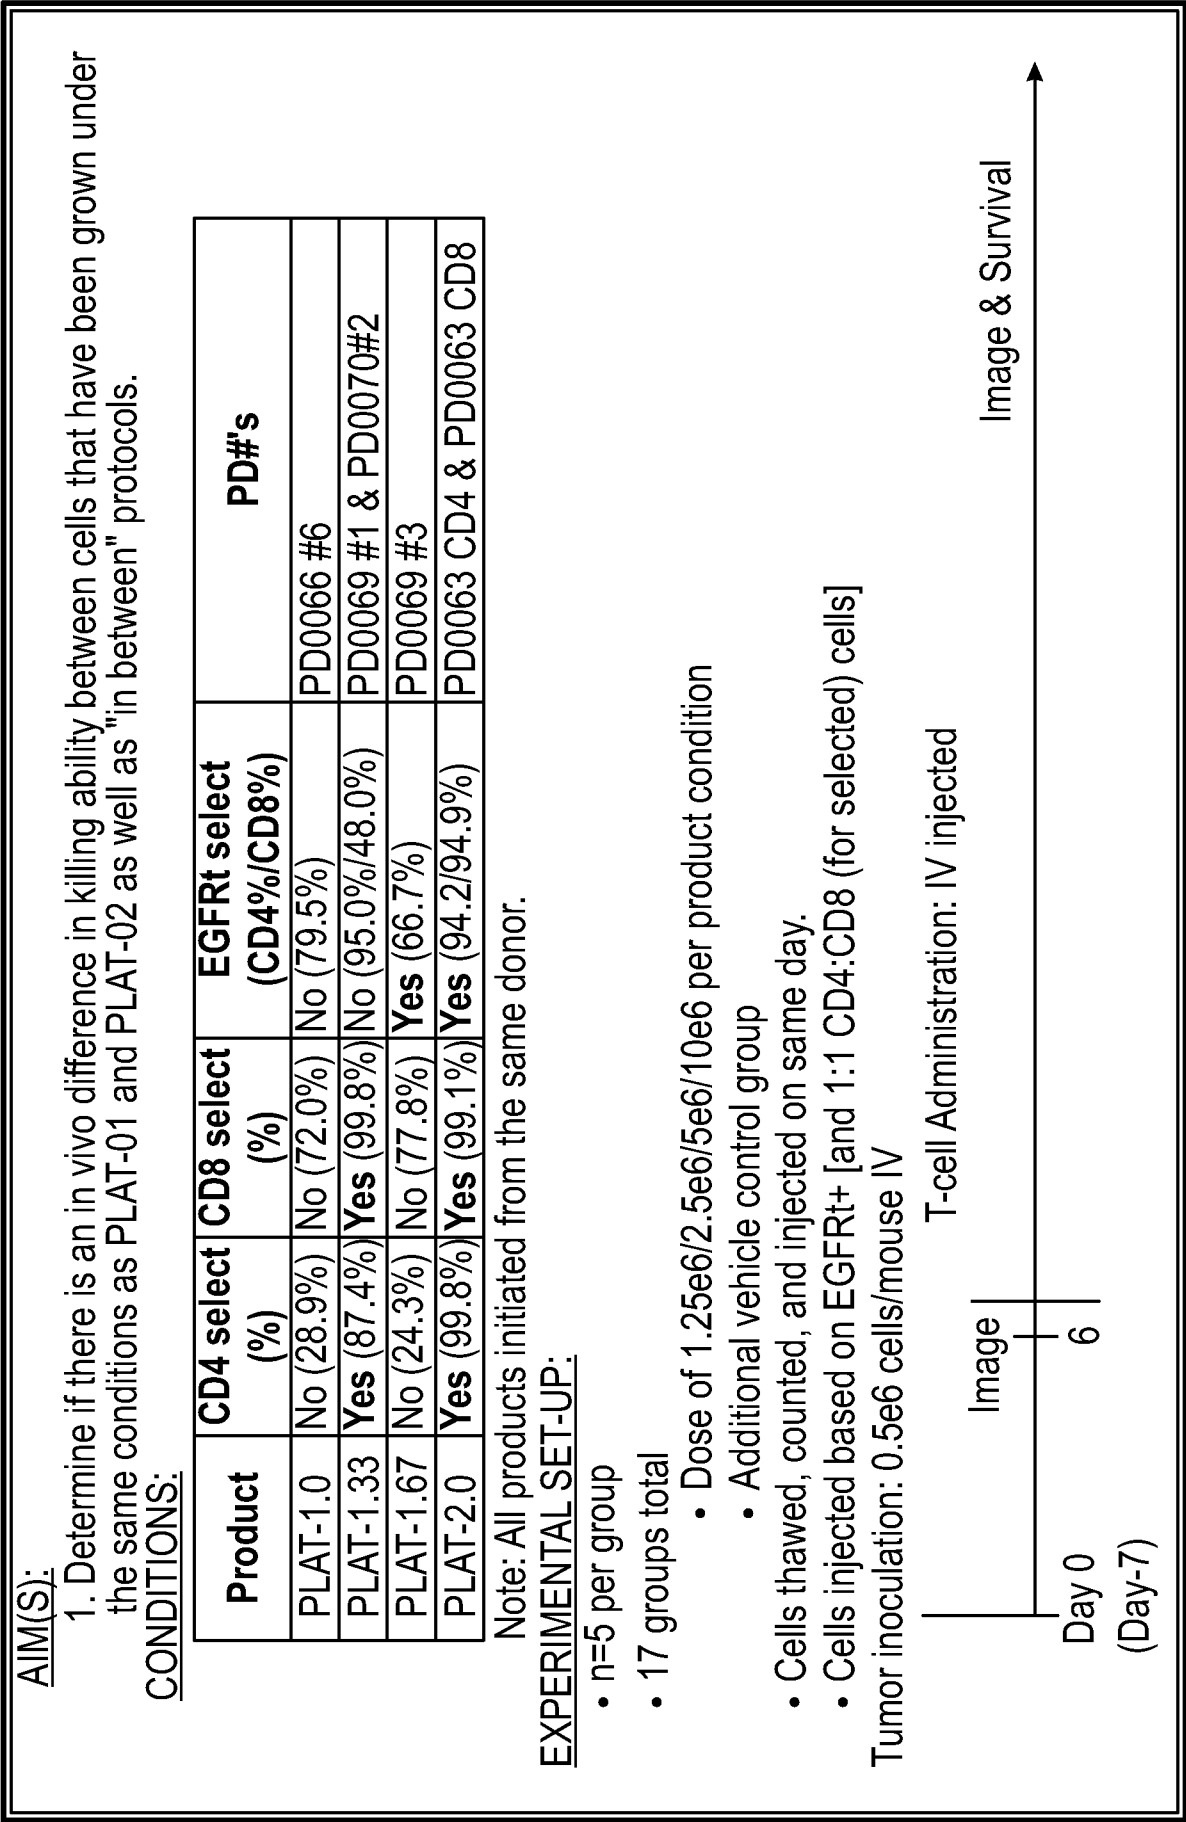 AIM(S):
1. Determine if there is an in vivo difference in killing ability between cells that have been grown under
the same conditions as PLAT-01 and PLAT-02 as well as "in between" protocols.
CONDITIONS:
Product CD4 select (%) CD8 select (%) EGFRt select (CD4%/CD8%) PD#'s
PLAT-1.0 No (28.9%) No (72.0%) No (79.5%) PD0066 #6
PLAT-1.33 Yes (87.4%) Yes (99.8%) No (95.0%/48.0%) PD0069 #1 & PD0070#2
PLAT-1.67 No (24.3%) No (77.8%) Yes (66.7%) PD0069 #3
PLAT-2.0 Yes (99.8%) Yes (99.1%) Yes (94.2/94.9%) PD0063 CD4 & PD0063 CD8
Note: All products initiated from the same donor.
EXPERIMENTAL SET-UP:
• n=5 per group
• 17 groups total
• Dose of 1.25e6/2.5e6/5e6/10e6 per product condition
• Additional vehicle control group
• Cells thawed, counted, and injected on same day.
• Cells injected based on EGFRt+ [and 1:1 CD4:CD8 (for selected) cells]
Tumor inoculation: 0.5e6 cells/mouse IV
T-cell Administration: IV injected
Image
Image & Survival
Day 0
(Day-7)
6